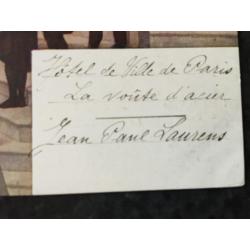 Hôtel de Ville de Paris
La voûte d'acier
Jean Paul Laurens